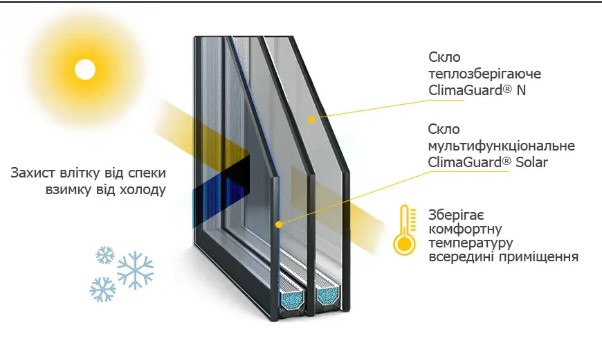 Скло
теплозберігаюче
ClimaGuard® N
Скло
мультифункціональне
ClimaGuard® Solar
Захист влітку від спеки
взимку від холоду
Зберігає
комфортну
температуру
всередині приміщення